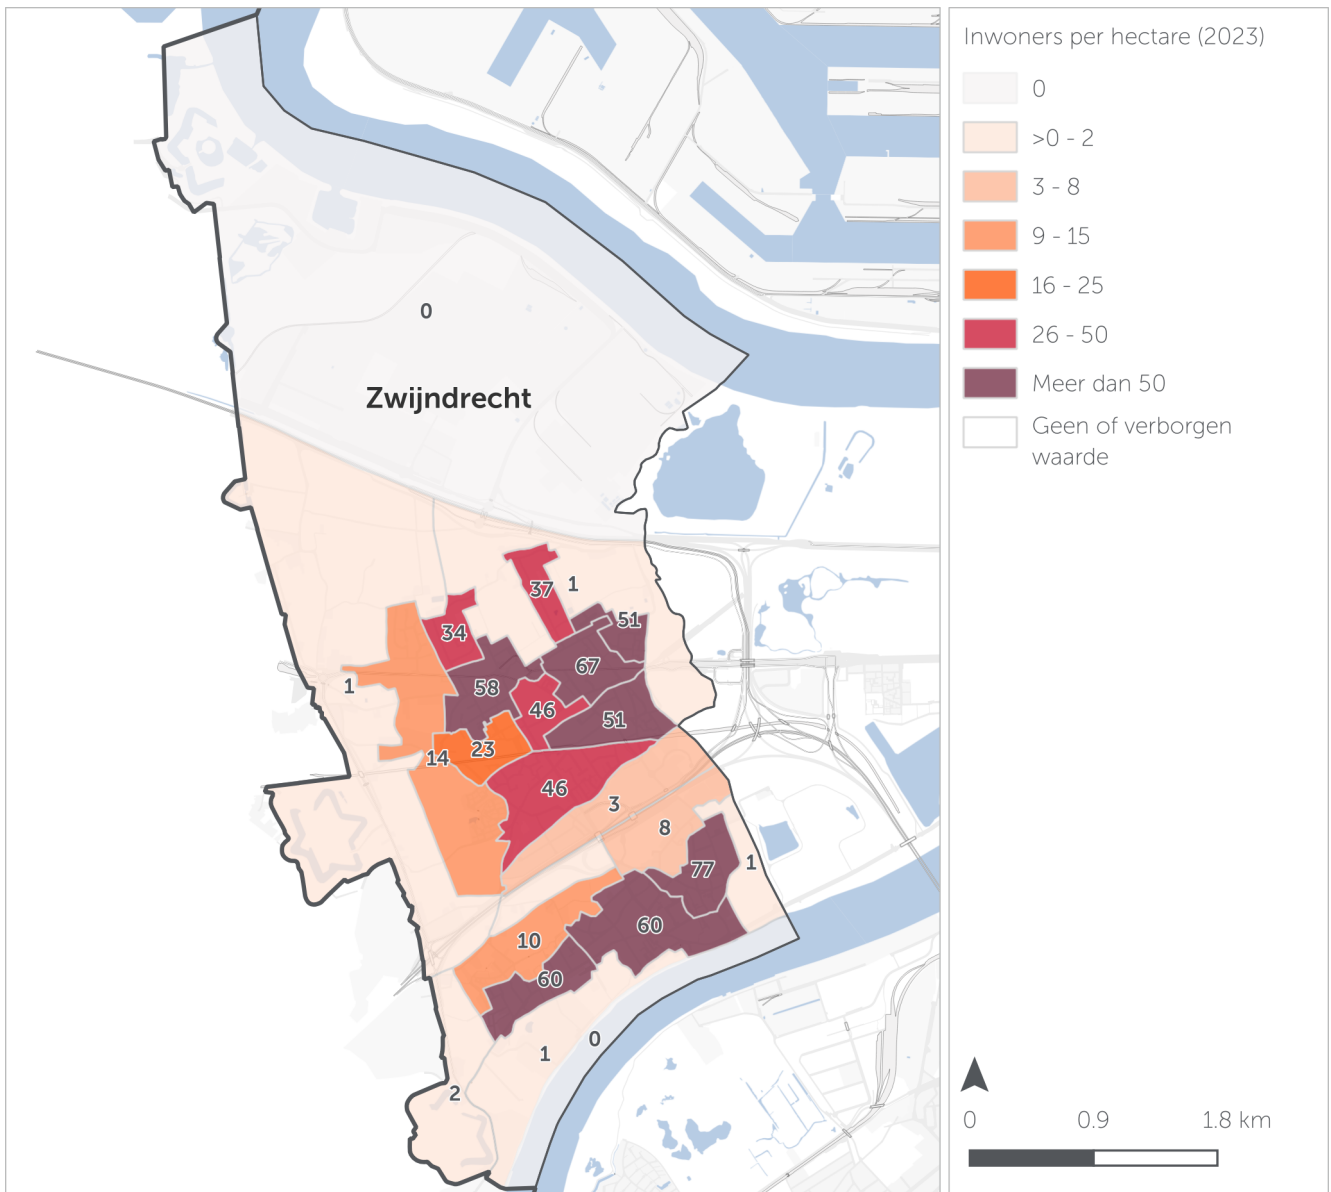 Inwoners per hectare (2023)
0
>0 - 2
3 - 8
9 - 15
16 - 25
26 - 50
Meer dan 50
Geen of verborgen
waarde
0
Zwijndrecht
37
1
51
34
67
1
58
46
51
14
23
46
3
8
77
1
60
10
60
0
1
2
0
0.9
1.8 km